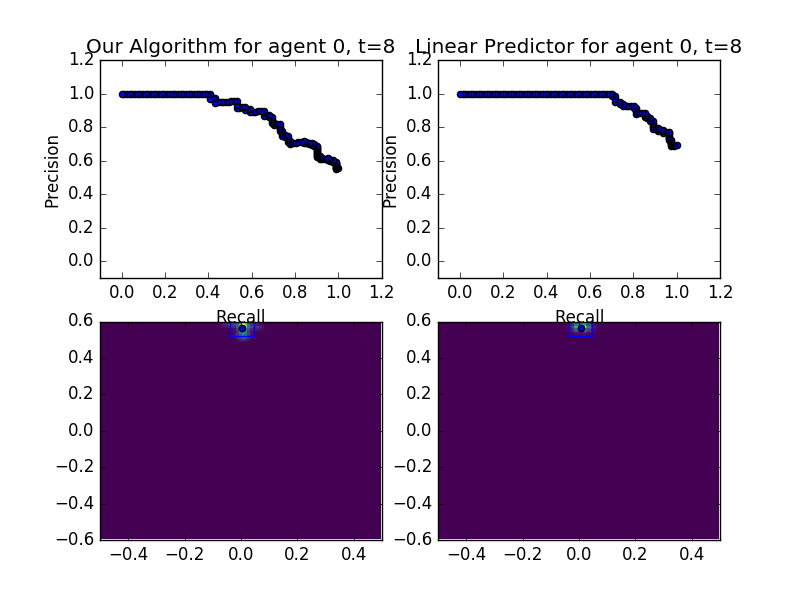 Our Algorithm for agent 0, t=8
Linear Predictor for agent 0, t=8
1.2
1.0
0.8
0.6
0.4
0.2
0.0
Precision
0.0 0.2 0.4 0.6 0.8 1.0 1.2
Recall
1.2
1.0
0.8
0.6
0.4
0.2
0.0
Precision
0.0 0.2 0.4 0.6 0.8 1.0 1.2
Recall
0.6
0.4
0.2
0.0
−0.2
−0.4
−0.6
−0.4 −0.2 0.0 0.2 0.4
0.6
0.4
0.2
0.0
−0.2
−0.4
−0.6
−0.4 −0.2 0.0 0.2 0.4